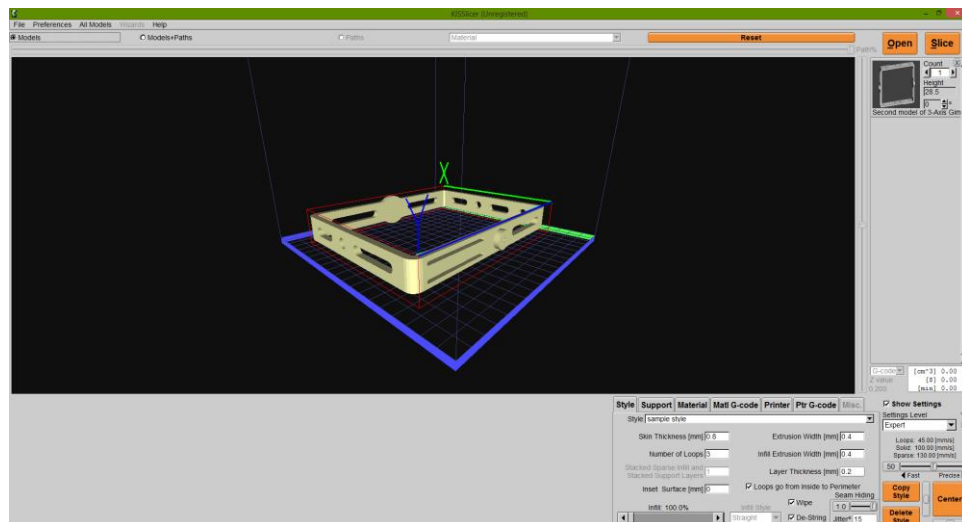 KISSlicer (Unregistered)
File Preferences All Models Wizards Help
Models Models+Paths Paths Material Reset
Path%
Open Slice
Count
1
Height
28.5
0 °
Second model of 3-Axis Gim
X
Y
G-code [cm^3] 0.00
Z value [$] 0.00
0.200 [min] 0.00
Style Support Material Matl G-code Printer Ptr G-code Misc.
Show Settings
Style sample style
Settings Level
Expert
Skin Thickness [mm] 0.6 Extrusion Width [mm] 0.4
Loops: 45.00 [mm/s]
Solid: 100.00 [mm/s]
Sparse: 130.00 [mm/s]
Number of Loops 3 Infill Extrusion Width [mm] 0.4
Stacked Sparse Infill and
Stacked Support Layers 1 Layer Thickness [mm] 0.2
50
Fast Precise
Inset Surface [mm] 0 Loops go from Inside to Perimeter
Seam Hiding
Copy
Style
Center
Infill: 100.0% Infill Style Wipe 1.0
Straight De-String Jitter° 15
Delete
Style